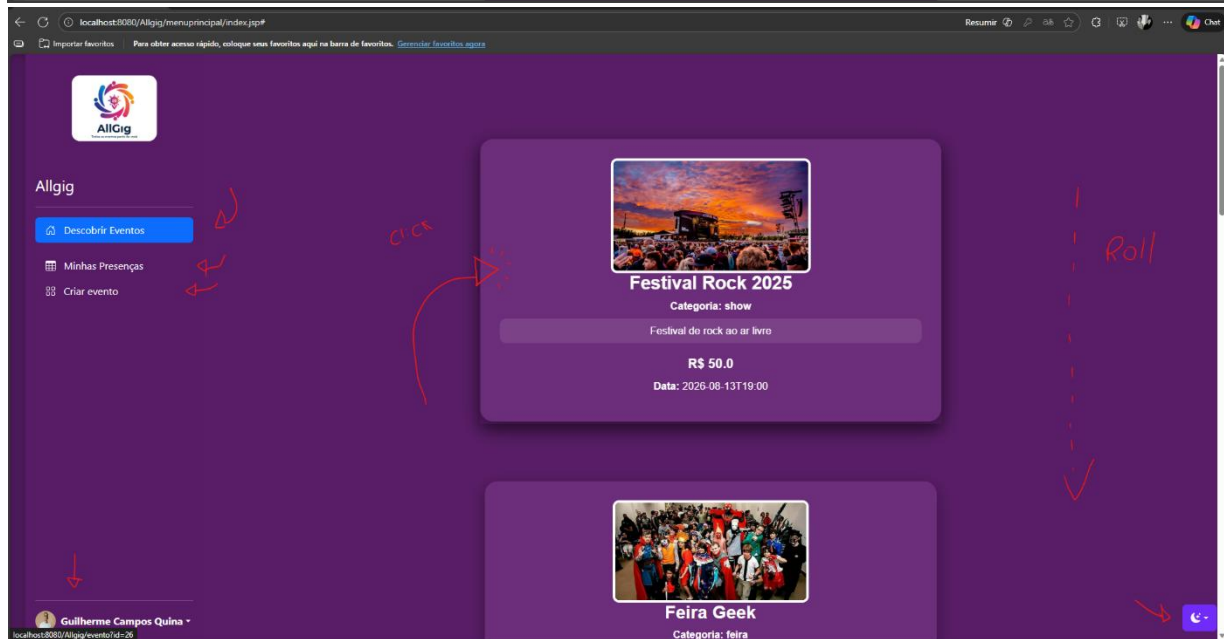 localhost:8080/Allgig/menuprincipal/index.jsp#
Resumir
Chat
Importar favoritos
Para obter acesso rápido, coloque seus favoritos aqui na barra de favoritos. Gerenciar favoritos agora
AllGig
Allgig
Descobrir Eventos
Minhas Presenças
Criar evento
click
Roll
Festival Rock 2025
Categoria: show
Festival de rock ao ar livre
R$ 50.0
Data: 2026-08-13T19:00
Feira Geek
Categoria: feira
Guilherme Campos Quina
localhost:8080/Allgig/evento?id=26